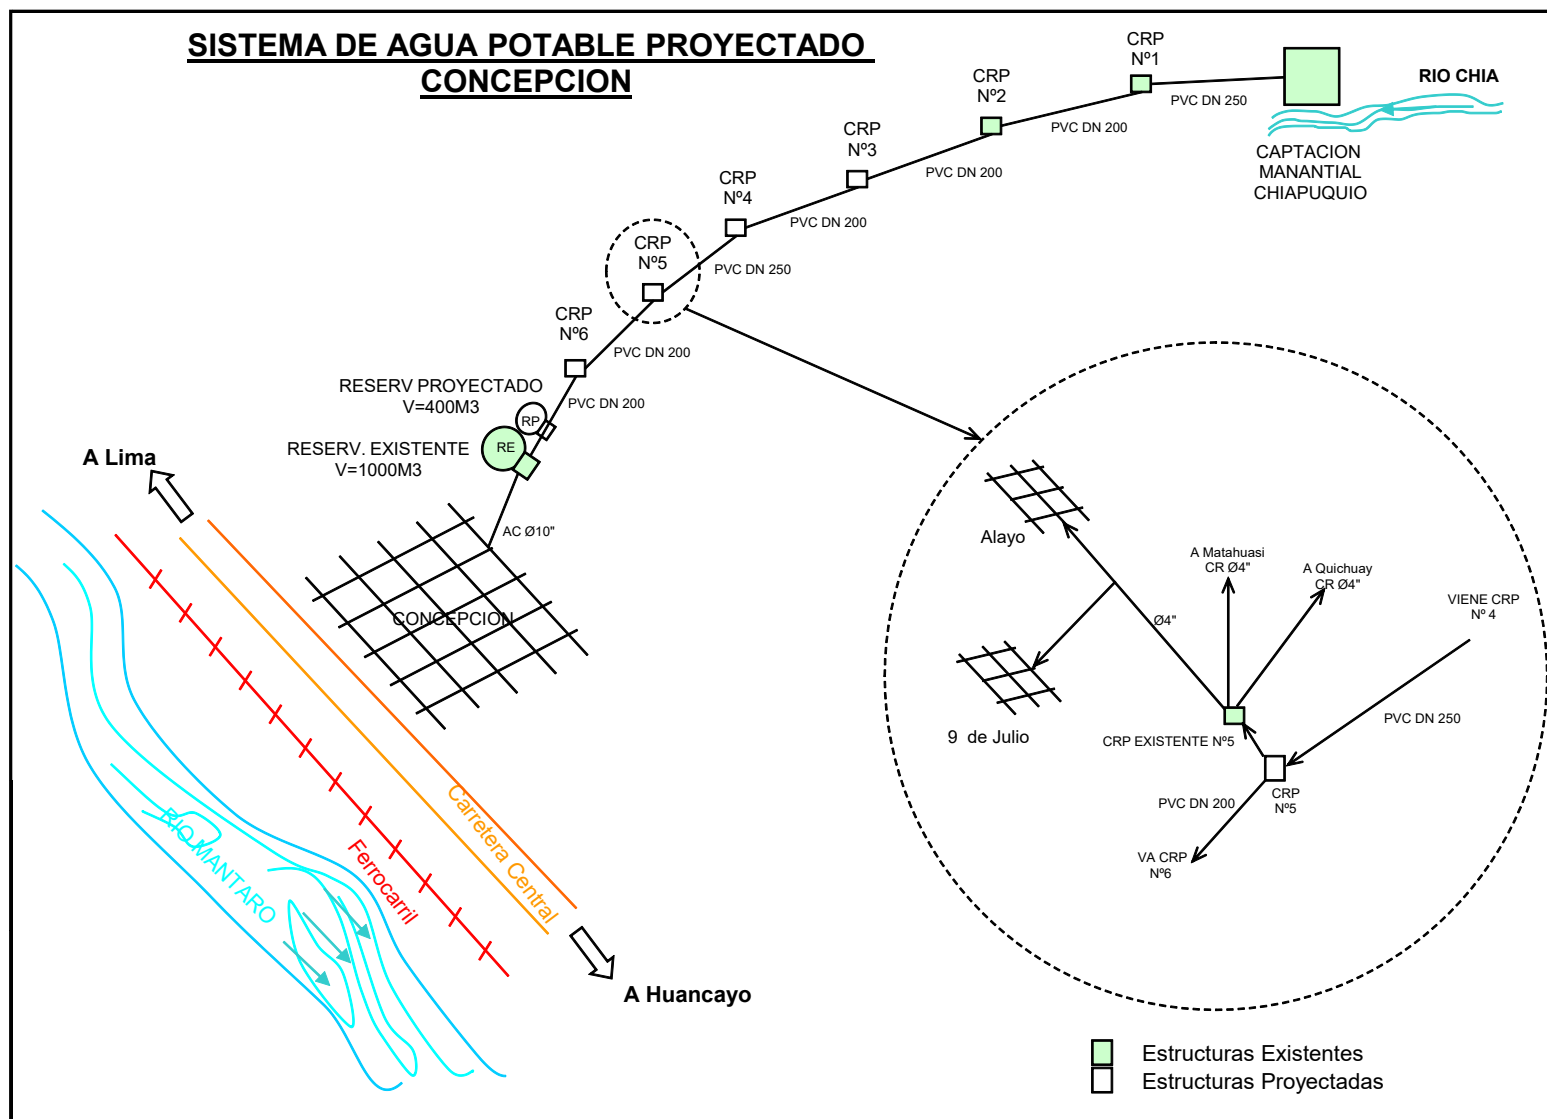 SISTEMA DE AGUA POTABLE PROYECTADO
CONCEPCION
CRP
Nº1
CRP
Nº2
CRP
Nº3
CRP
Nº4
CRP
Nº5
CRP
Nº6
PVC DN 250
PVC DN 200
PVC DN 200
PVC DN 200
PVC DN 250
PVC DN 200
PVC DN 200
RIO CHIA
CAPTACION
MANANTIAL
CHIAPUQUIO
RESERV PROYECTADO
V=400M3
RP
RESERV. EXISTENTE
V=1000M3
RE
A Lima
AC Ø10"
CONCEPCION
RIO MANTARO
Ferrocarril
Carretera Central
A Huancayo
Alayo
9 de Julio
Ø4"
A Matahuasi
CR Ø4"
A Quichuay
CR Ø4"
VIENE CRP
Nº 4
PVC DN 250
CRP EXISTENTE Nº5
CRP
Nº5
PVC DN 200
VA CRP
Nº6
Estructuras Existentes
Estructuras Proyectadas